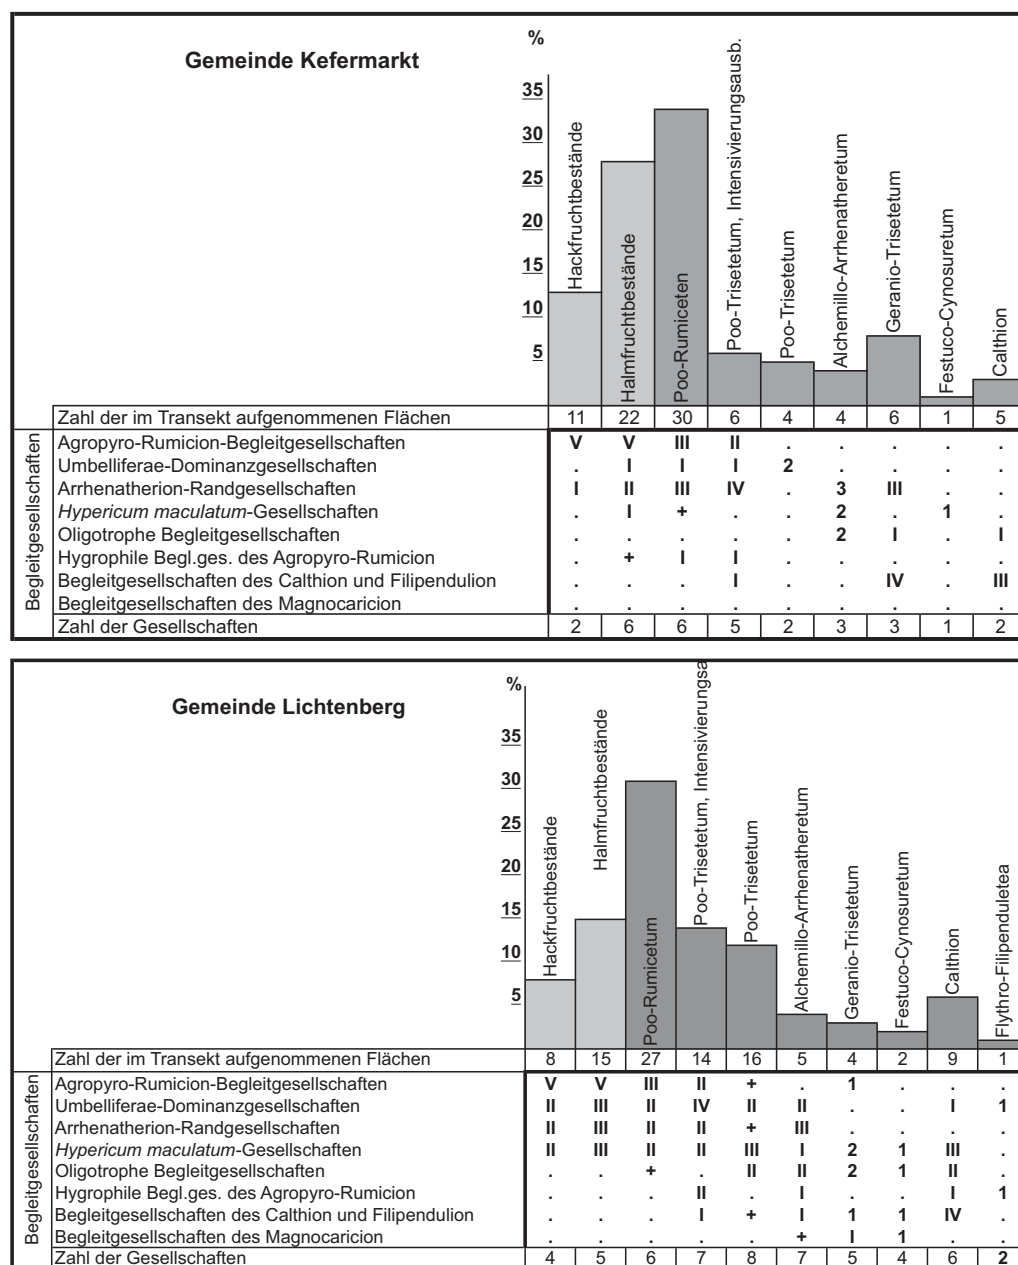 Gemeinde Kefermarkt
%
35
30
25
20
15
10
5
Hackfruchtbestände
Halmfruchtbestände
Poo-Rumiceten
Poo-Trisetetum, Intensivierungsausb.
Poo-Trisetetum
Alchemillo-Arrhenatheretum
Geranio-Trisetetum
Festuco-Cynosuretum
Calthion
Zahl der im Transekt aufgenommenen Flächen 11 22 30 6 4 4 6 1 5
Begleitgesellschaften
Agropyro-Rumicion-Begleitgesellschaften V V III II . . . . .
Umbelliferae-Dominanzgesellschaften . I I I 2 . . . .
Arrhenatherion-Randgesellschaften I II III IV . 3 III . .
Hypericum maculatum-Gesellschaften . I + . . 2 . 1 .
Oligotrophe Begleitgesellschaften . . . . . 2 I . I
Hygrophile Begl.ges. des Agropyro-Rumicion . + I I . . . . .
Begleitgesellschaften des Calthion und Filipendulion . . . I . . IV . III
Begleitgesellschaften des Magnocaricion . . . . . . . . .
Zahl der Gesellschaften 2 6 6 5 2 3 3 1 2
Gemeinde Lichtenberg
%
35
30
25
20
15
10
5
Hackfruchtbestände
Halmfruchtbestände
Poo-Rumicetum
Poo-Trisetetum, Intensivierungsa
Poo-Trisetetum
Alchemillo-Arrhenatheretum
Geranio-Trisetetum
Festuco-Cynosuretum
Calthion
Flythro-Filipenduletea
Zahl der im Transekt aufgenommenen Flächen 8 15 27 14 16 5 4 2 9 1
Begleitgesellschaften
Agropyro-Rumicion-Begleitgesellschaften V V III II + . 1 . . .
Umbelliferae-Dominanzgesellschaften II III II IV II II . . I 1
Arrhenatherion-Randgesellschaften II III II II + III . . . .
Hypericum maculatum-Gesellschaften II III II II III I 2 1 III .
Oligotrophe Begleitgesellschaften . . + . II II 2 1 II .
Hygrophile Begl.ges. des Agropyro-Rumicion . . . II . I . . I 1
Begleitgesellschaften des Calthion und Filipendulion . . . I + I 1 1 IV .
Begleitgesellschaften des Magnocaricion . . . . . + I 1 . .
Zahl der Gesellschaften 4 5 6 7 8 7 5 4 6 2